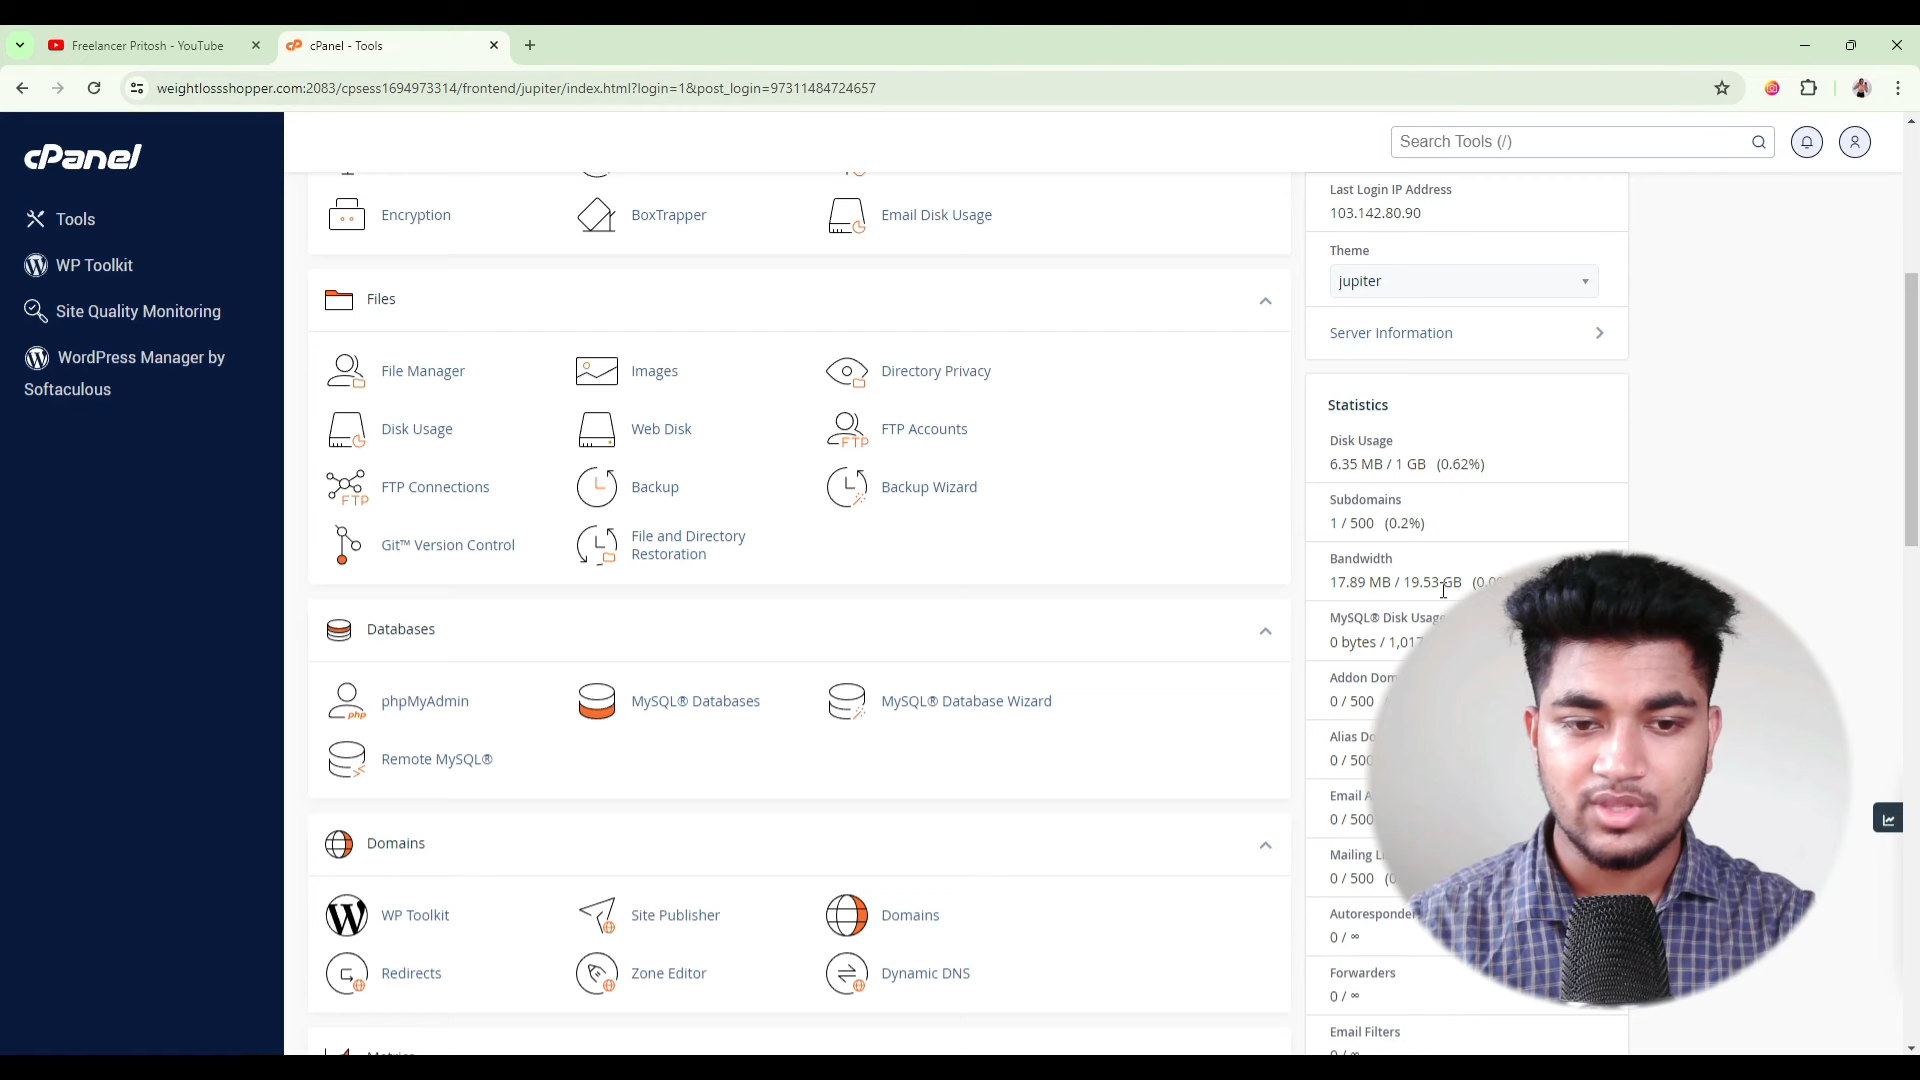 Freelancer Pritosh - YouTube
cPanel - Tools
weightlossshopper.com:2083/cpsess1694973314/frontend/jupiter/index.html?login=1&post_login=97311484724657
cPanel
Search Tools (/)
Tools
WP Toolkit
Site Quality Monitoring
WordPress Manager by
Softaculous
Encryption
BoxTrapper
Email Disk Usage
Files
File Manager
Images
Directory Privacy
Disk Usage
Web Disk
FTP Accounts
FTP
FTP Connections
FTP
Backup
Backup Wizard
Git™ Version Control
File and Directory
Restoration
Databases
phpMyAdmin
php
MySQL® Databases
MySQL® Database Wizard
Remote MySQL®
Domains
WP Toolkit
Site Publisher
Domains
Redirects
Zone Editor
Dynamic DNS
Last Login IP Address
103.142.80.90
Theme
jupiter
Server Information
Statistics
Disk Usage
6.35 MB / 1 GB (0.62%)
Subdomains
1 / 500 (0.2%)
Bandwidth
17.89 MB / 19.53 GB
MySQL® Disk Usage
0 bytes /
Addon
0 / 500
Alias
0 / 500
Email
0 / 500
Mailing
0 / 500
Autoresponder
0 / ∞
Forwarders
0 / ∞
Email Filters